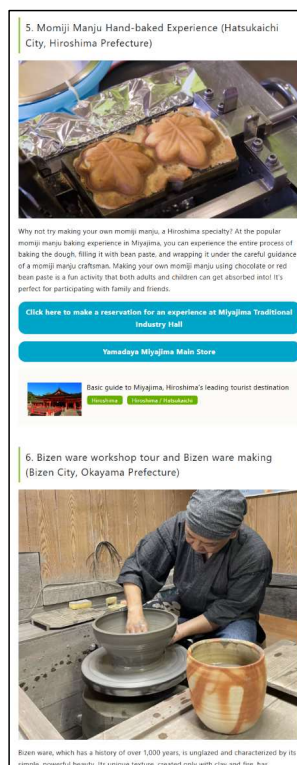 5. Momiji Manju Hand-baked Experience (Hatsukaichi
City, Hiroshima Prefecture)
Why not try making your own momiji manju, a Hiroshima specialty? At the popular
momiji manju baking experience in Miyajima, you can experience the entire process of
baking the dough, filling it with bean paste, and wrapping it under the careful guidance
of a momiji manju craftsman. Making your own momiji manju using chocolate or red
bean paste is a fun activity that both adults and children can get absorbed into! It's
perfect for participating with family and friends.
Click here to make a reservation for an experience at Miyajima Traditional
Industry Hall
Yamadaya Miyajima Main Store
Basic guide to Miyajima, Hiroshima's leading tourist destination
Hiroshima Hiroshima / Hatsukaichi
6. Bizen ware workshop tour and Bizen ware making
(Bizen City, Okayama Prefecture)
Bizen ware, which has a history of over 1,000 years, is unglazed and characterized by its
simple, powerful beauty. Its unique texture, created only with clay and fire, has